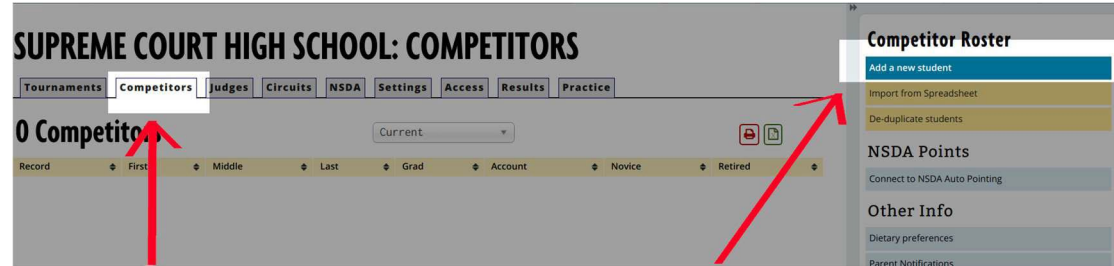 SUPREME COURT HIGH SCHOOL: COMPETITORS
Tournaments Competitors Judges Circuits NSDA Settings Access Results Practice
0 Competitors
Current
Record First Middle Last Grad Account Novice Retired
Competitor Roster
Add a new student
Import from Spreadsheet
De-duplicate students
NSDA Points
Connect to NSDA Auto Pointing
Other Info
Dietary preferences
Parent Notifications